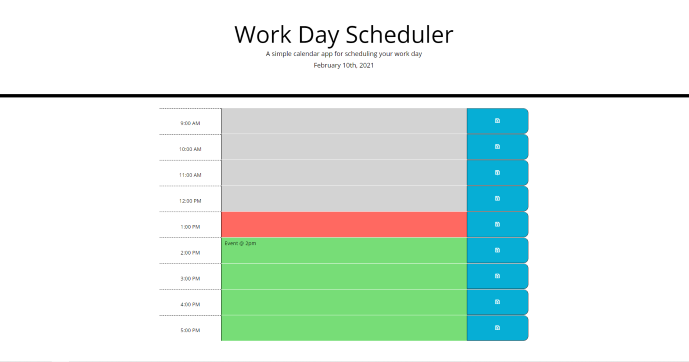 Work Day Scheduler
A simple calendar app for scheduling your work day
February 10th, 2021
9:00 AM
10:00 AM
11:00 AM
12:00 PM
1:00 PM
2:00 PM
Event @
3:00 PM
4:00 PM
5:00 PM